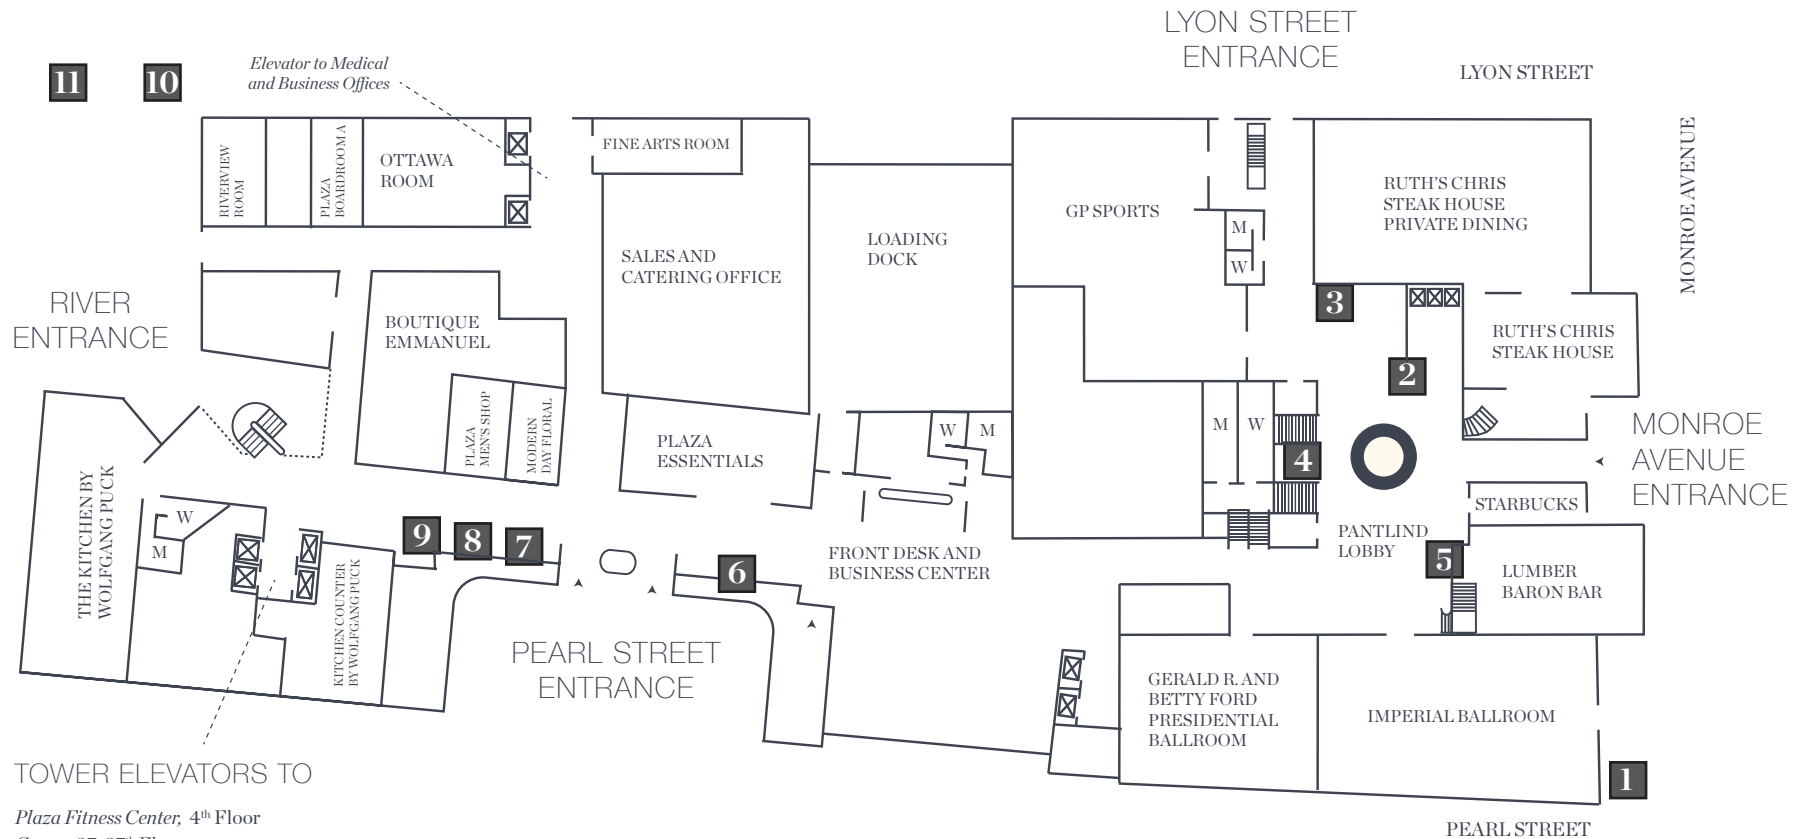 LYON STREET
ENTRANCE
LYON STREET
MONROE AVENUE
11
10
Elevator to Medical
and Business Offices
RIVERVIEW
ROOM
PLAZA
BOARDROOM A
OTTAWA
ROOM
FINE ARTS ROOM
SALES AND
CATERING OFFICE
LOADING
DOCK
GP SPORTS
M
W
RUTH'S CHRIS
STEAK HOUSE
PRIVATE DINING
3
2
RUTH'S CHRIS
STEAK HOUSE
RIVER
ENTRANCE
BOUTIQUE
EMMANUEL
PLAZA
MEN'S SHOP
MODERN
DAY FLORAL
PLAZA
ESSENTIALS
W
M
M
W
4
MONROE
AVENUE
ENTRANCE
STARBUCKS
PANTLIND
LOBBY
5
LUMBER
BARON BAR
THE KITCHEN BY
WOLFGANG PUCK
W
M
KITCHEN COUNTER
BY WOLFGANG PUCK
9
8
7
6
FRONT DESK AND
BUSINESS CENTER
PEARL STREET
ENTRANCE
GERALD R. AND
BETTY FORD
PRESIDENTIAL
BALLROOM
IMPERIAL BALLROOM
1
PEARL STREET
TOWER ELEVATORS TO
Plaza Fitness Center, 4th Floor